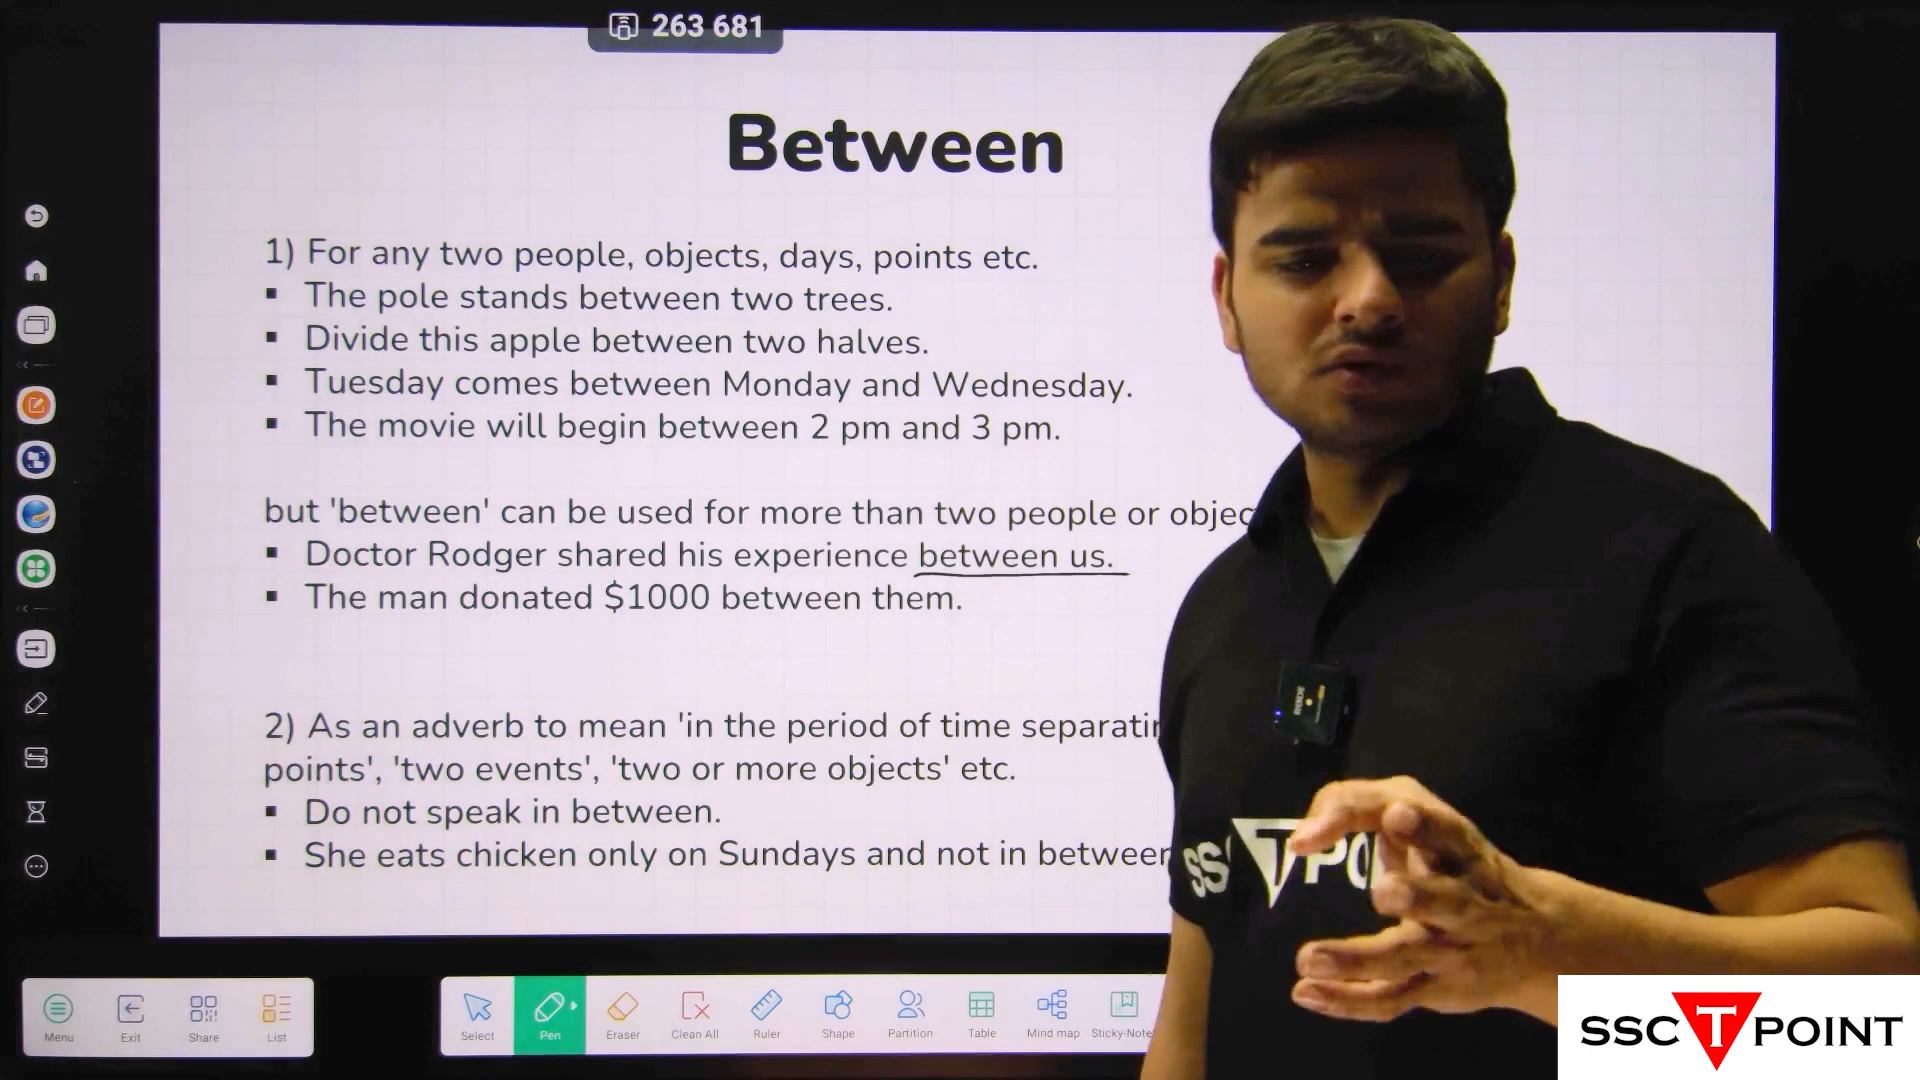 263 681
Between
1) For any two people, objects, days, points etc.
▪ The pole stands between two trees.
▪ Divide this apple between two halves.
▪ Tuesday comes between Monday and Wednesday.
▪ The movie will begin between 2 pm and 3 pm.
but 'between' can be used for more than two people or
▪ Doctor Rodger shared his experience between us.
▪ The man donated $1000 between them.
2) As an adverb to mean 'in the period of time
points', 'two events', 'two or more objects' etc.
▪ Do not speak in between.
▪ She eats chicken only on Sundays and not in between
RODE
SSC T PO
Menu Exit Share List
Select Pen Eraser Clean All Ruler Shape Partition Table Mind map Sticky-Note
SSC T POINT